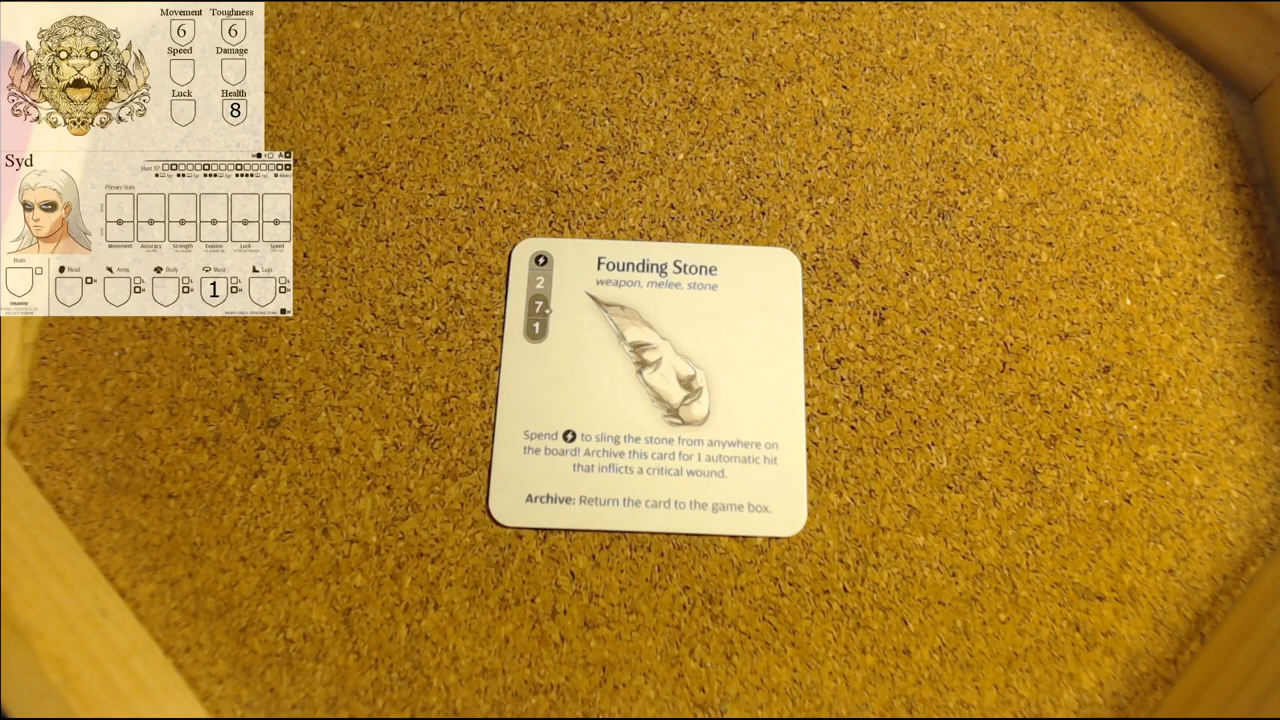 Movement Toughness
6 6
Speed Damage
Luck Health
8
Syd
Hunt XP
Primary Stats
Movement Accuracy Strength Evasion Luck Speed
Brain
Head Arms Body Waist Legs
1
Insanity
Founding Stone
weapon, melee, stone
2
7+
1
Spend to sling the stone from anywhere on
the board! Archive this card for 1 automatic hit
that inflicts a critical wound.
Archive: Return the card to the game box.